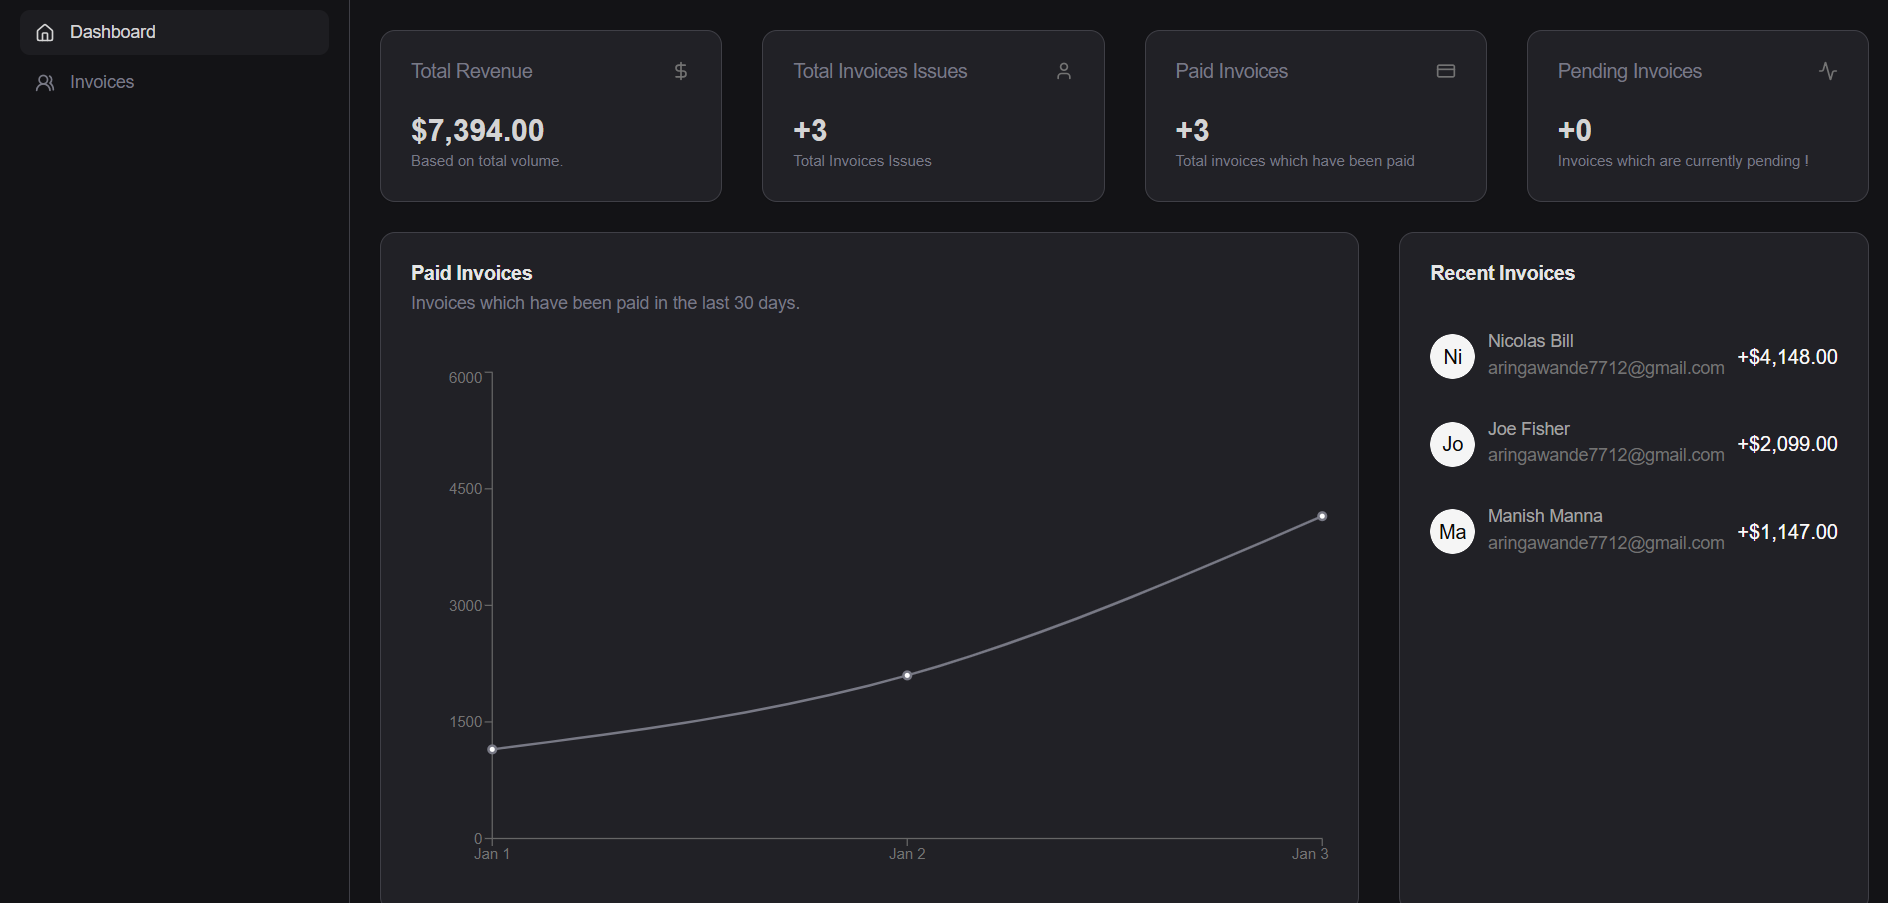 Dashboard
Invoices
Total Revenue
$7,394.00
Based on total volume.
Total Invoices Issues
+3
Total Invoices Issues
Paid Invoices
+3
Total invoices which have been paid
Pending Invoices
+0
Invoices which are currently pending !
Paid Invoices
Invoices which have been paid in the last 30 days.
6000
4500
3000
1500
0
Jan 1
Jan 2
Jan 3
Recent Invoices
Ni
Nicolas Bill
aringawande7712@gmail.com
+$4,148.00
Jo
Joe Fisher
aringawande7712@gmail.com
+$2,099.00
Ma
Manish Manna
aringawande7712@gmail.com
+$1,147.00